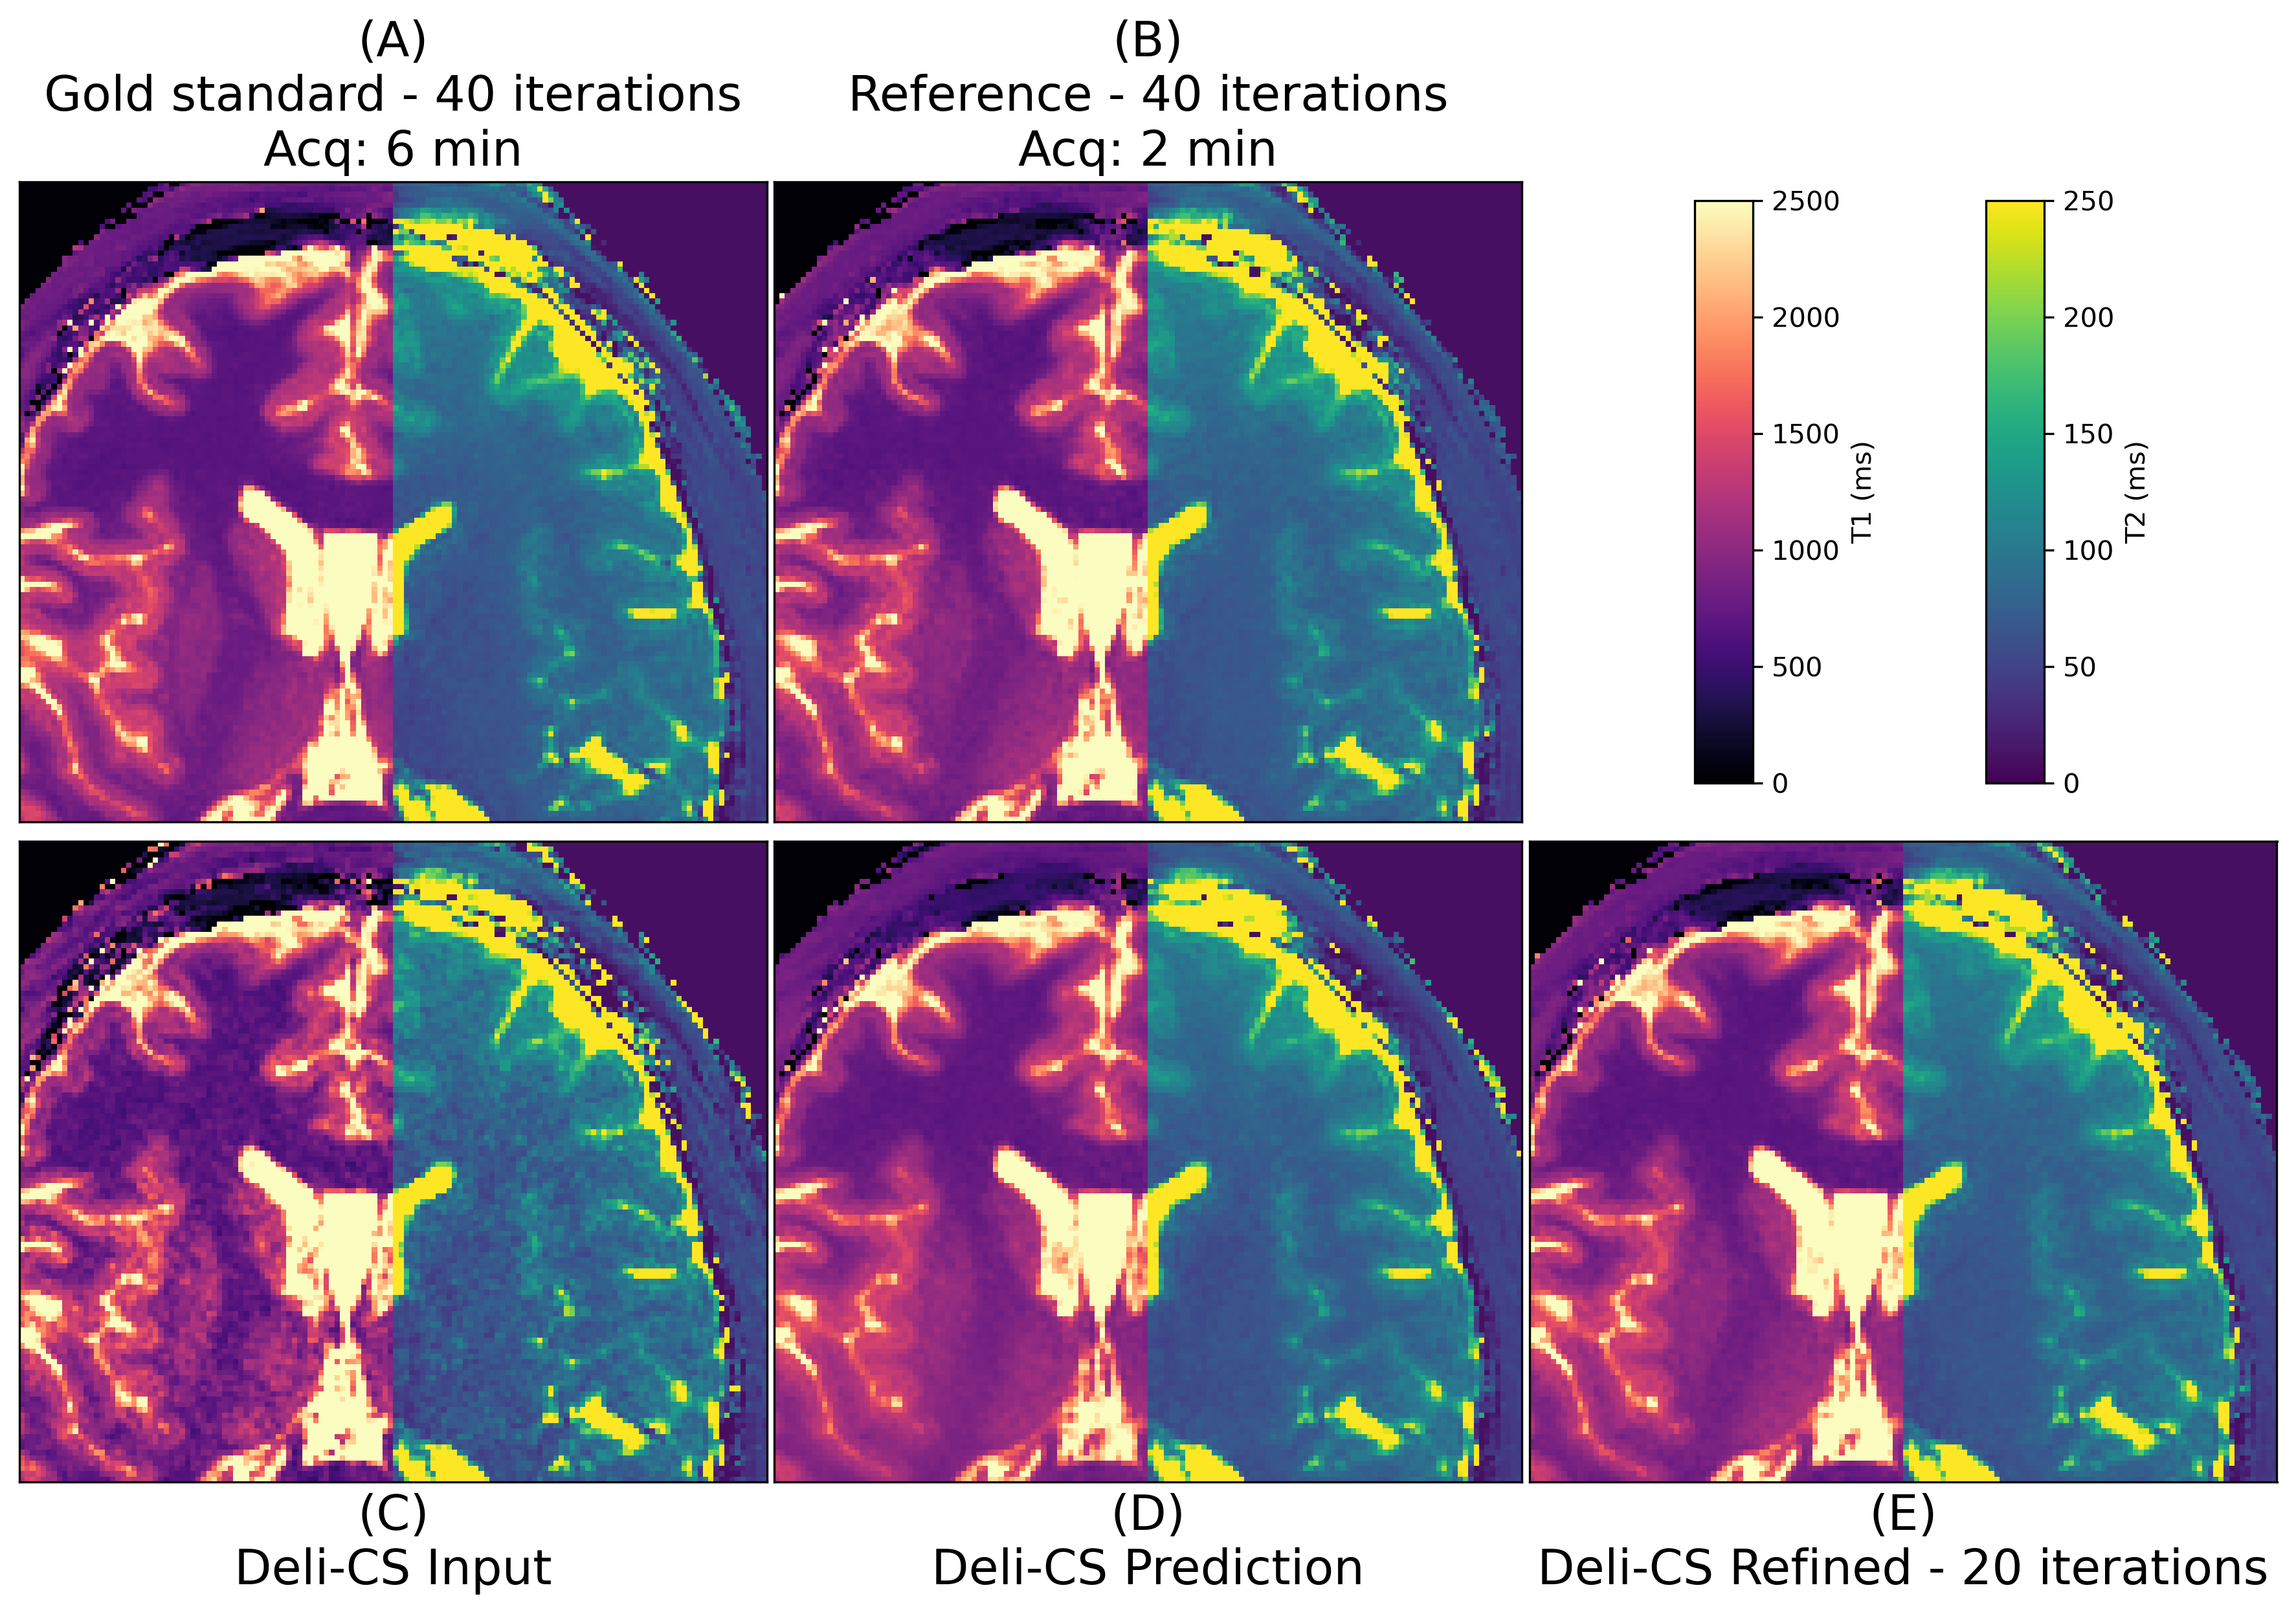 (A)
Gold standard - 40 iterations
Acq: 6 min
(B)
Reference - 40 iterations
Acq: 2 min
2500
2000
1500
1000
500
0
T1 (ms)
250
200
150
100
50
0
T2 (ms)
(C)
Deli-CS Input
(D)
Deli-CS Prediction
(E)
Deli-CS Refined - 20 iterations